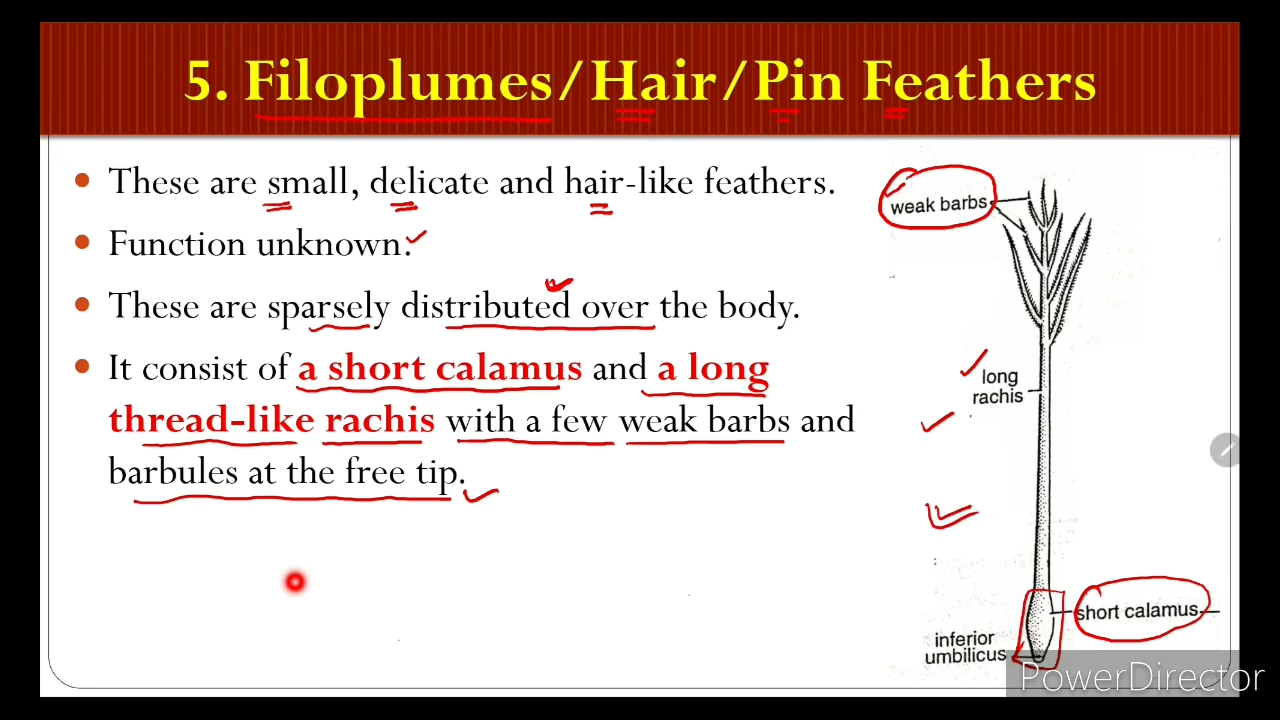 5. Filoplumes/Hair/Pin Feathers
• These are small, delicate and hair-like feathers.
• Function unknown.
• These are sparsely distributed over the body.
• It consist of a short calamus and a long
thread-like rachis with a few weak barbs and
barbules at the free tip.
weak barbs
long
rachis
short calamus
inferior
umbilicus
PowerDirector